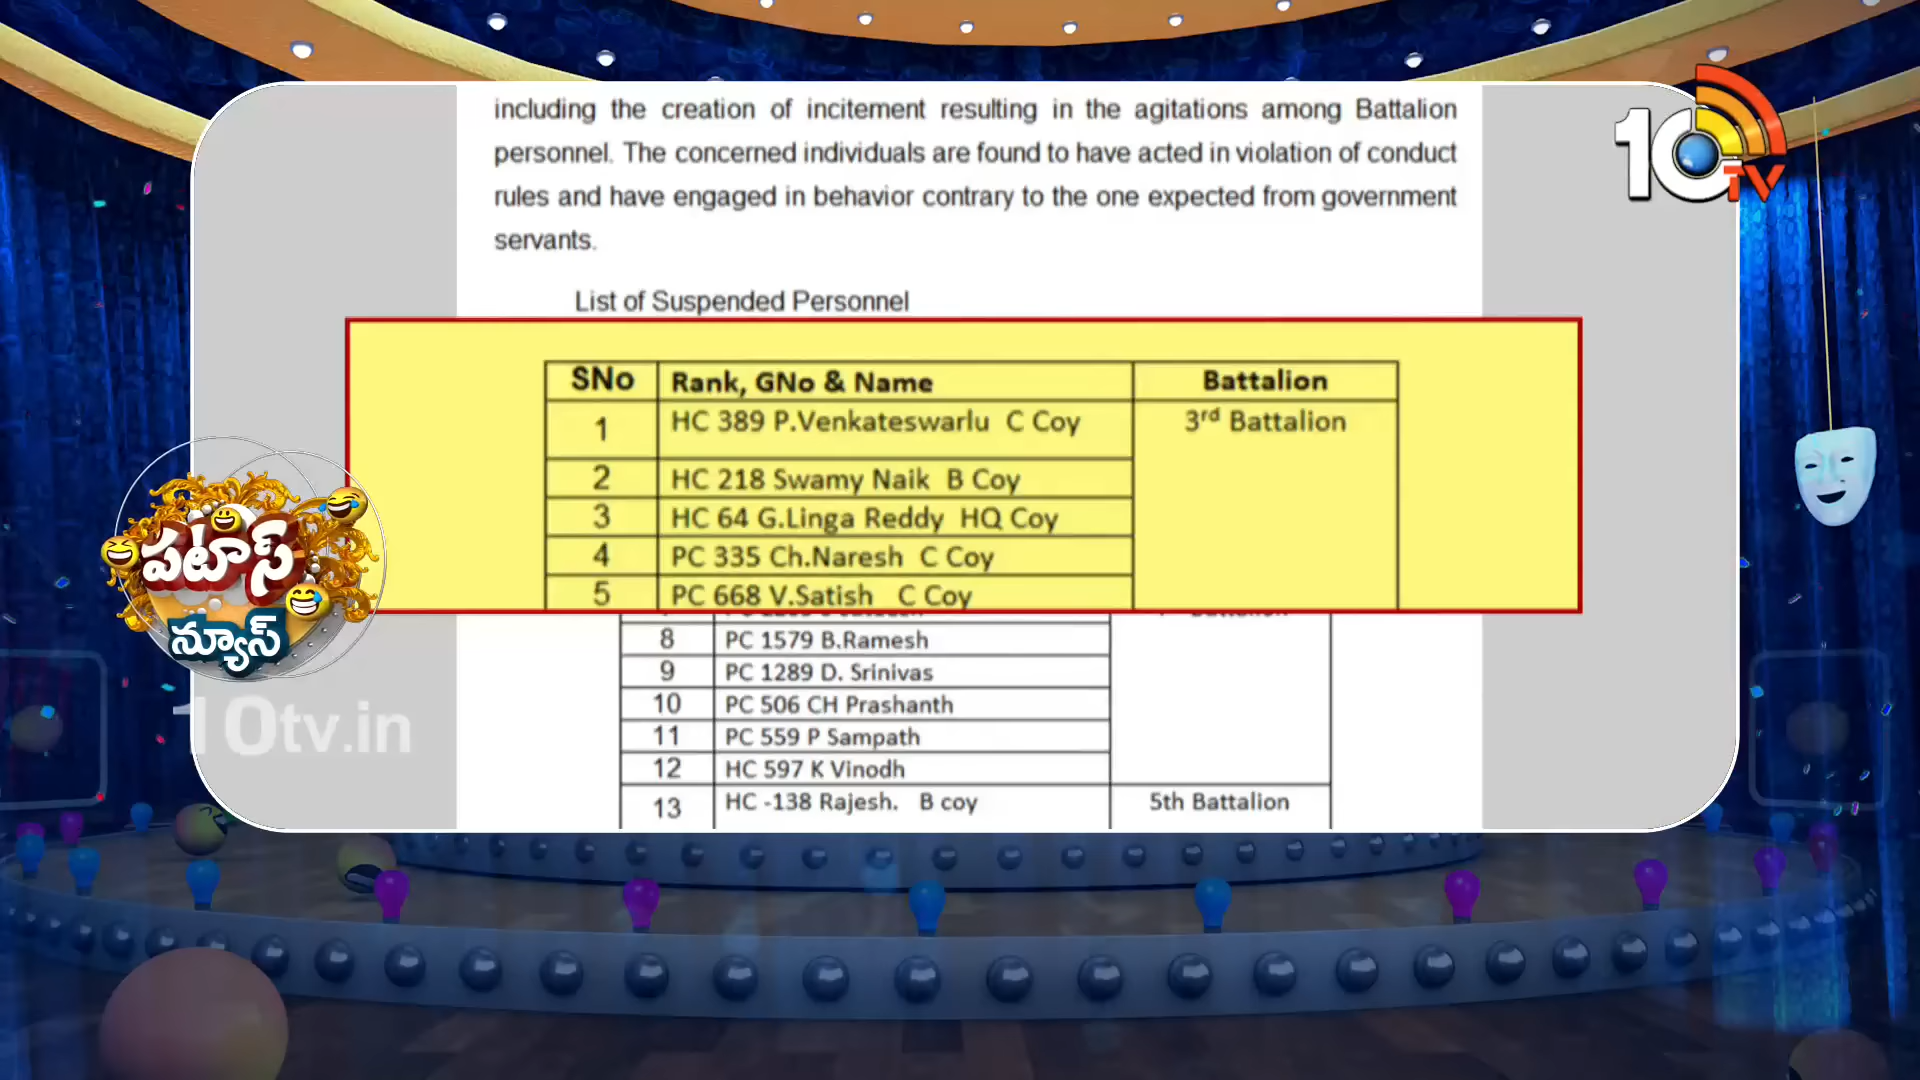 including the creation of incitement resulting in the agitations among Battalion
personnel. The concerned individuals are found to have acted in violation of conduct
rules and have engaged in behavior contrary to the one expected from government
servants.
List of Suspended Personnel
SNo Rank, GNo & Name Battalion
1 HC 389 P.Venkateswarlu C Coy 3rd Battalion
2 HC 218 Swamy Naik B Coy
3 HC 64 G.Linga Reddy HQ Coy
4 PC 335 Ch.Naresh C Coy
5 PC 668 V.Satish C Coy
8 PC 1579 B.Ramesh
9 PC 1289 D. Srinivas
10 PC 506 CH Prashanth
11 PC 559 P Sampath
12 HC 597 K Vinodh
13 HC -138 Rajesh. B coy 5th Battalion
10TV
పటాస్
న్యూస్
10tv.in